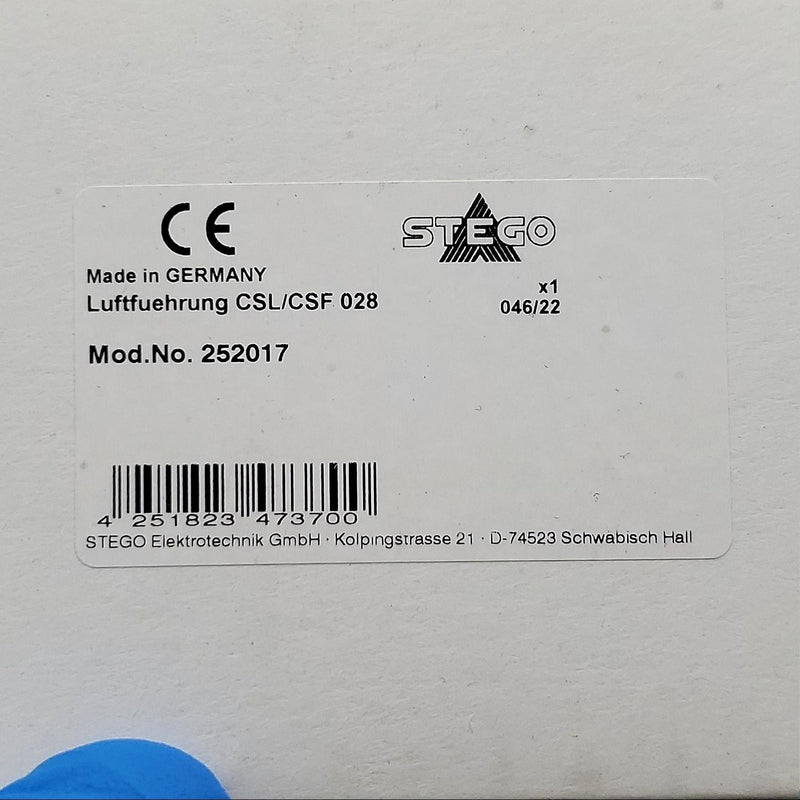 CE
STEGO
Made in GERMANY
Luftfuehrung CSL/CSF 028
x1
046/22
Mod.No. 252017
4 251823 473700
STEGO Elektrotechnik GmbH · Kolpingstrasse 21 · D-74523 Schwäbisch Hall